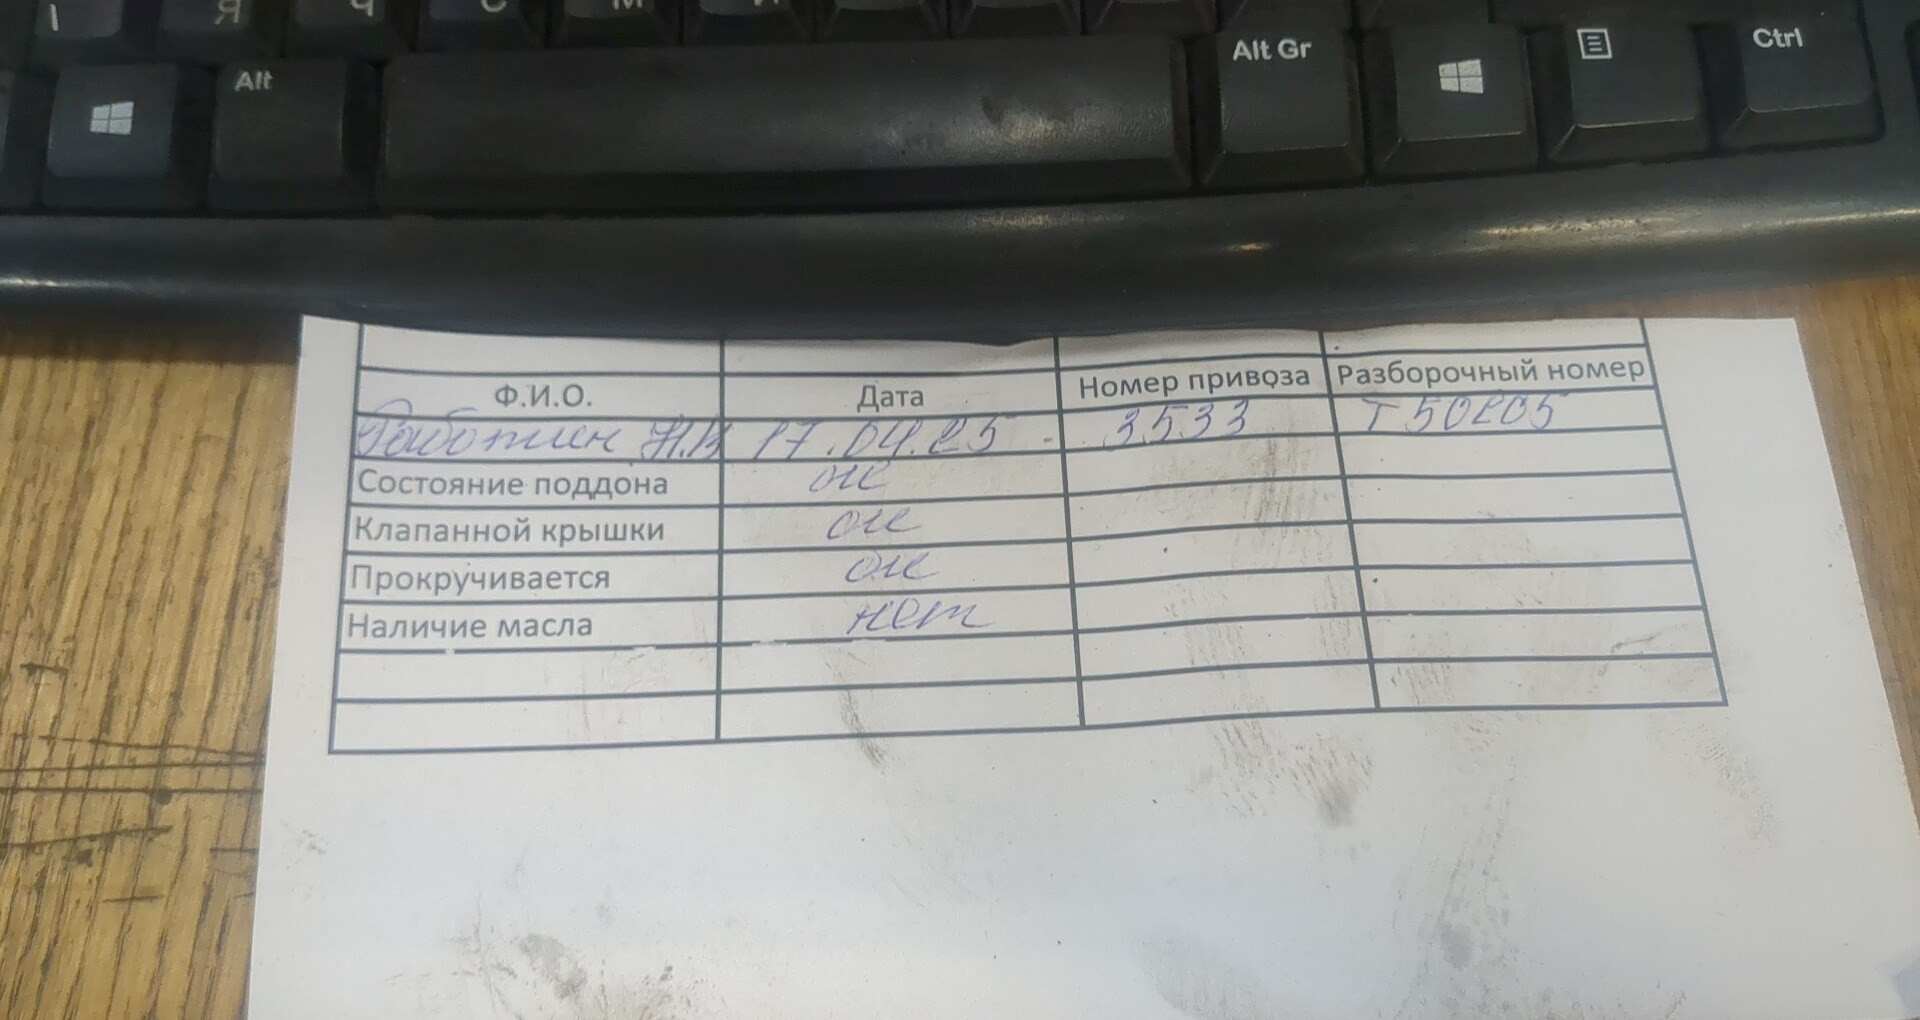 Я Ч С М И
Alt Alt Gr Ctrl
Ф.И.О. Дата Номер привоза Разборочный номер
Н.В 17.04.25 3533 Т50205
Состояние поддона ок
Клапанной крышки ок
Прокручивается ок
Наличие масла нет